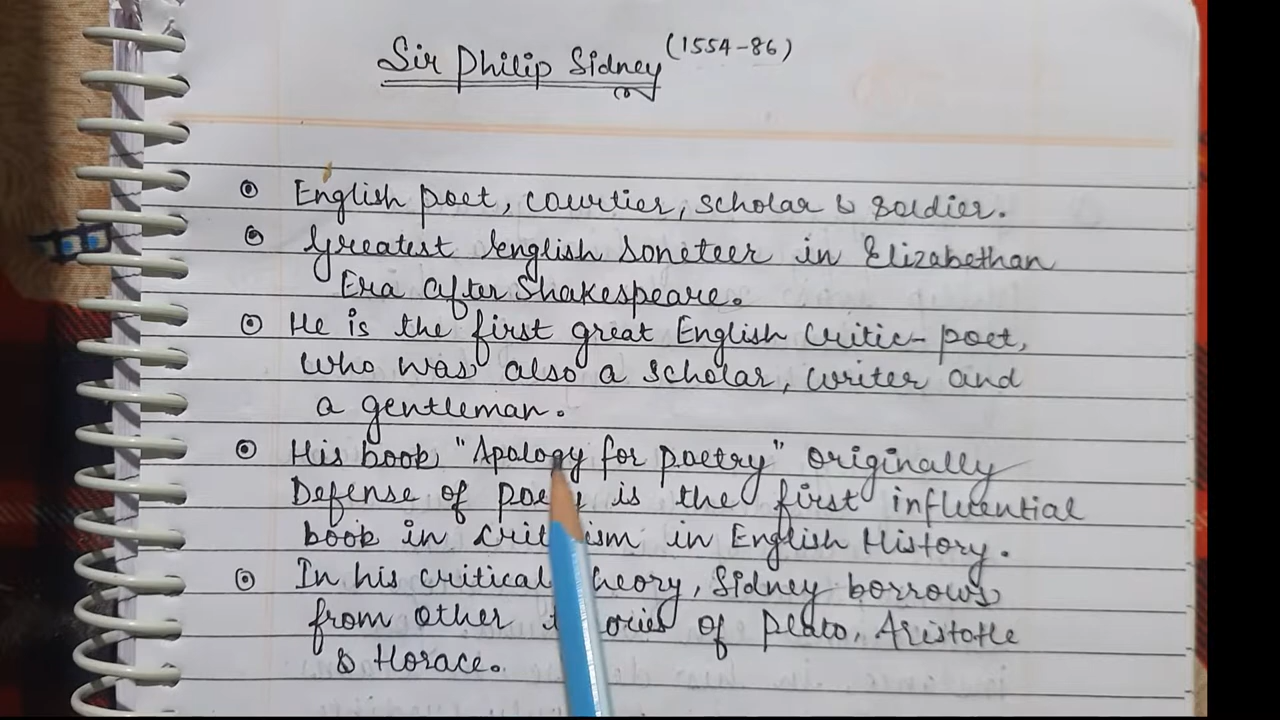 Sir Philip Sidney (1554-86)
English poet, courtier, scholar & soldier.
Greatest english Soneteer in Elizabethan
Era after Shakespeare.
He is the first great English Critic-poet,
who was also a scholar, writer and
a gentleman.
His book "Apology for poetry" originally
Defense of is the first influential
book in in English History.
In his critical Sidney borrows
from other of Plato, Aristotle
& Horace.